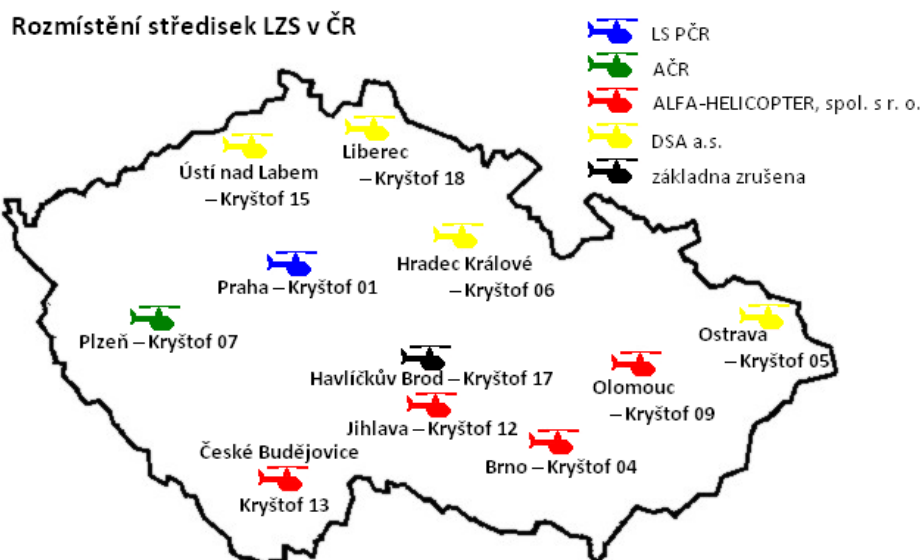 Rozmístění středisek LZS v ČR
LS PČR
AČR
ALFA-HELICOPTER, spol. s r. o.
DSA a.s.
základna zrušena
Ústí nad Labem
– Kryštof 15
Liberec
– Kryštof 18
Hradec Králové
– Kryštof 06
Praha – Kryštof 01
Plzeň – Kryštof 07
Ostrava
– Kryštof 05
Havlíčkův Brod – Kryštof 17
Olomouc
– Kryštof 09
Jihlava – Kryštof 12
České Budějovice
Kryštof 13
Brno – Kryštof 04